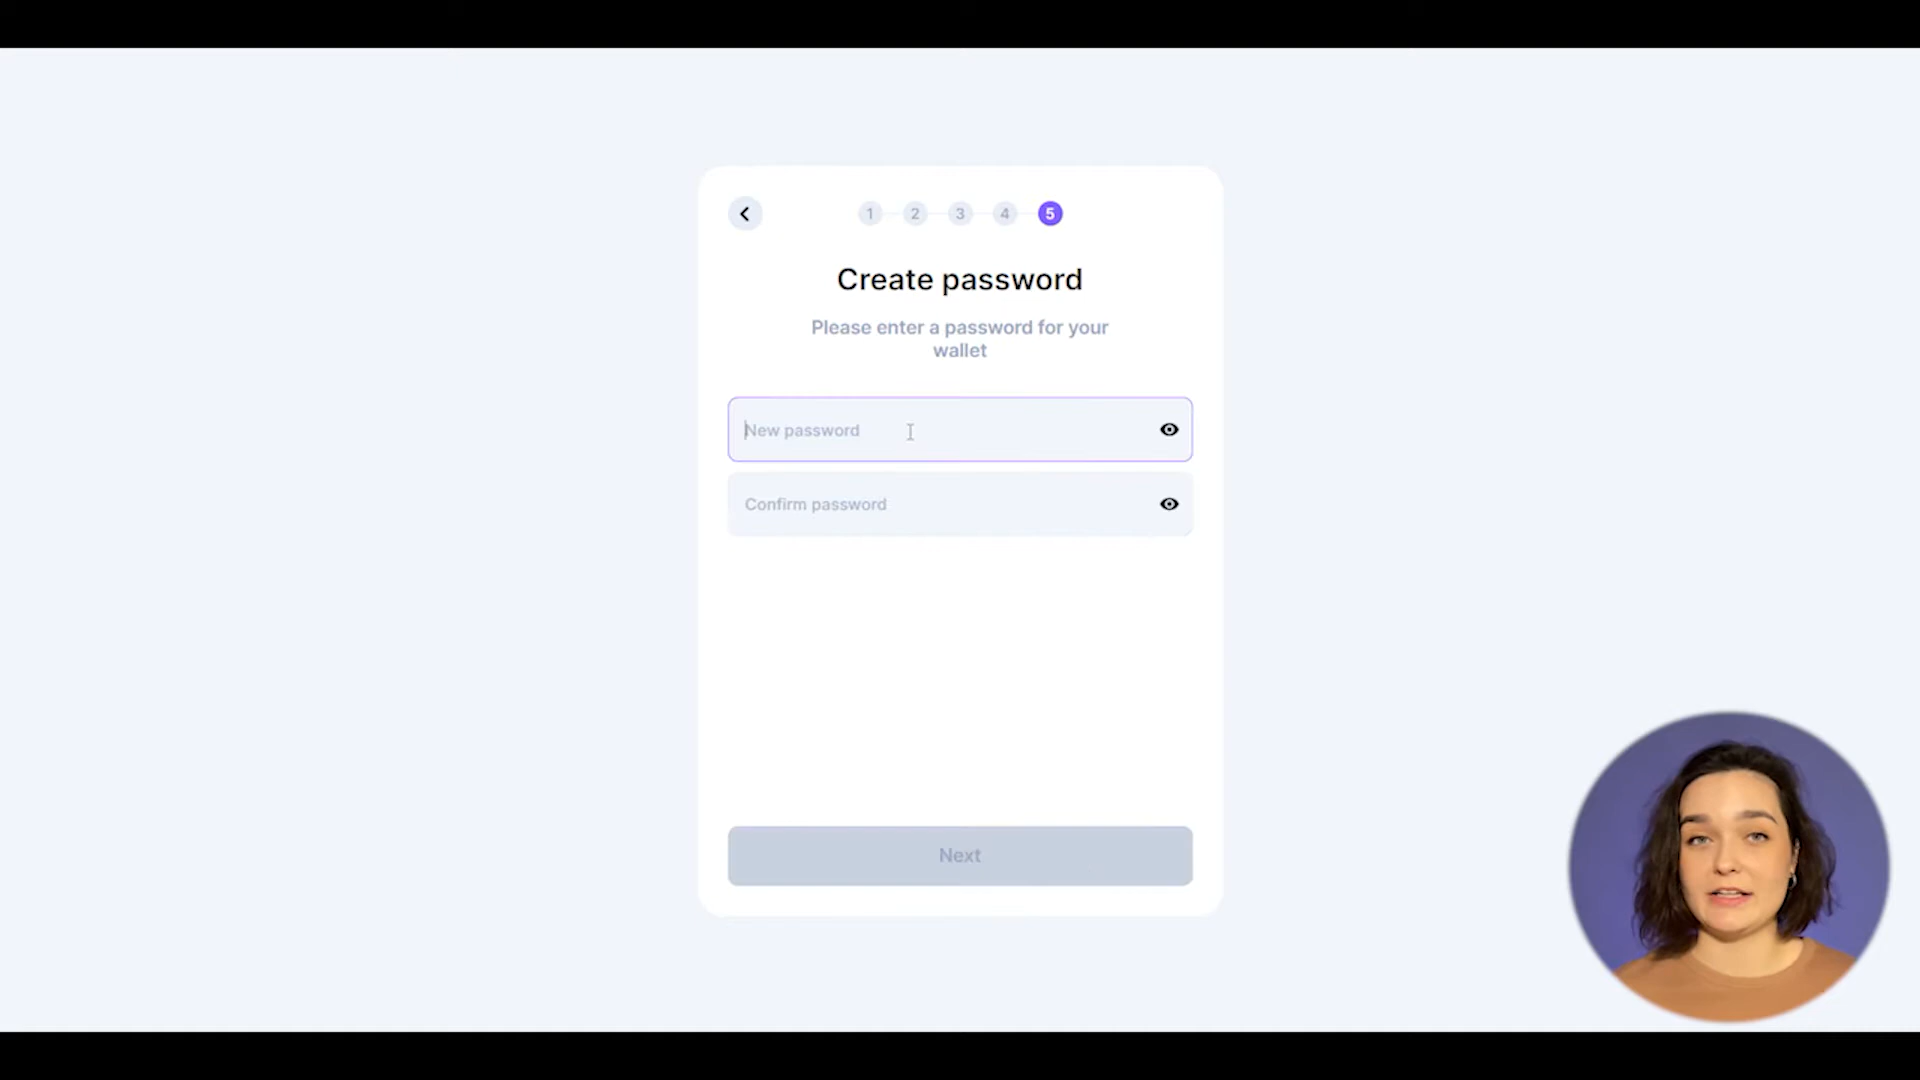 1 2 3 4 5
Create password
Please enter a password for your
wallet
New password
Confirm password
Next